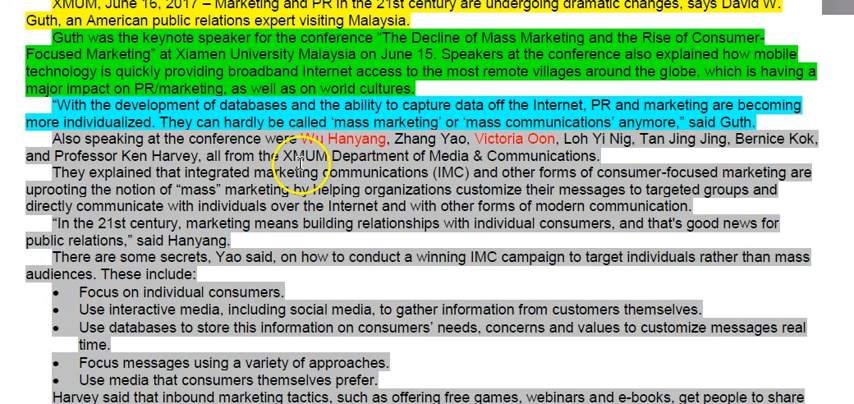 XMUM, June 16, 2017 – Marketing and PR in the 21st century are undergoing dramatic changes, says David W.
Guth, an American public relations expert visiting Malaysia.
Guth was the keynote speaker for the conference “The Decline of Mass Marketing and the Rise of Consumer-
Focused Marketing” at Xiamen University Malaysia on June 15. Speakers at the conference also explained how mobile
technology is quickly providing broadband Internet access to the most remote villages around the globe, which is having a
major impact on PR/marketing, as well as on world cultures.
“With the development of databases and the ability to capture data off the Internet, PR and marketing are becoming
more individualized. They can hardly be called ‘mass marketing’ or ‘mass communications’ anymore,” said Guth.
Also speaking at the conference were Wu Hanyang, Zhang Yao, Victoria Oon, Loh Yi Nig, Tan Jing Jing, Bernice Kok,
and Professor Ken Harvey, all from the XMUM Department of Media & Communications.
They explained that integrated marketing communications (IMC) and other forms of consumer-focused marketing are
uprooting the notion of “mass” marketing by helping organizations customize their messages to targeted groups and
directly communicate with individuals over the Internet and with other forms of modern communication.
“In the 21st century, marketing means building relationships with individual consumers, and that's good news for
public relations,” said Hanyang.
There are some secrets, Yao said, on how to conduct a winning IMC campaign to target individuals rather than mass
audiences. These include:
• Focus on individual consumers.
• Use interactive media, including social media, to gather information from customers themselves.
• Use databases to store this information on consumers’ needs, concerns and values to customize messages real
time.
• Focus messages using a variety of approaches.
• Use media that consumers themselves prefer.
Harvey said that inbound marketing tactics, such as offering free games, webinars and e-books, get people to share